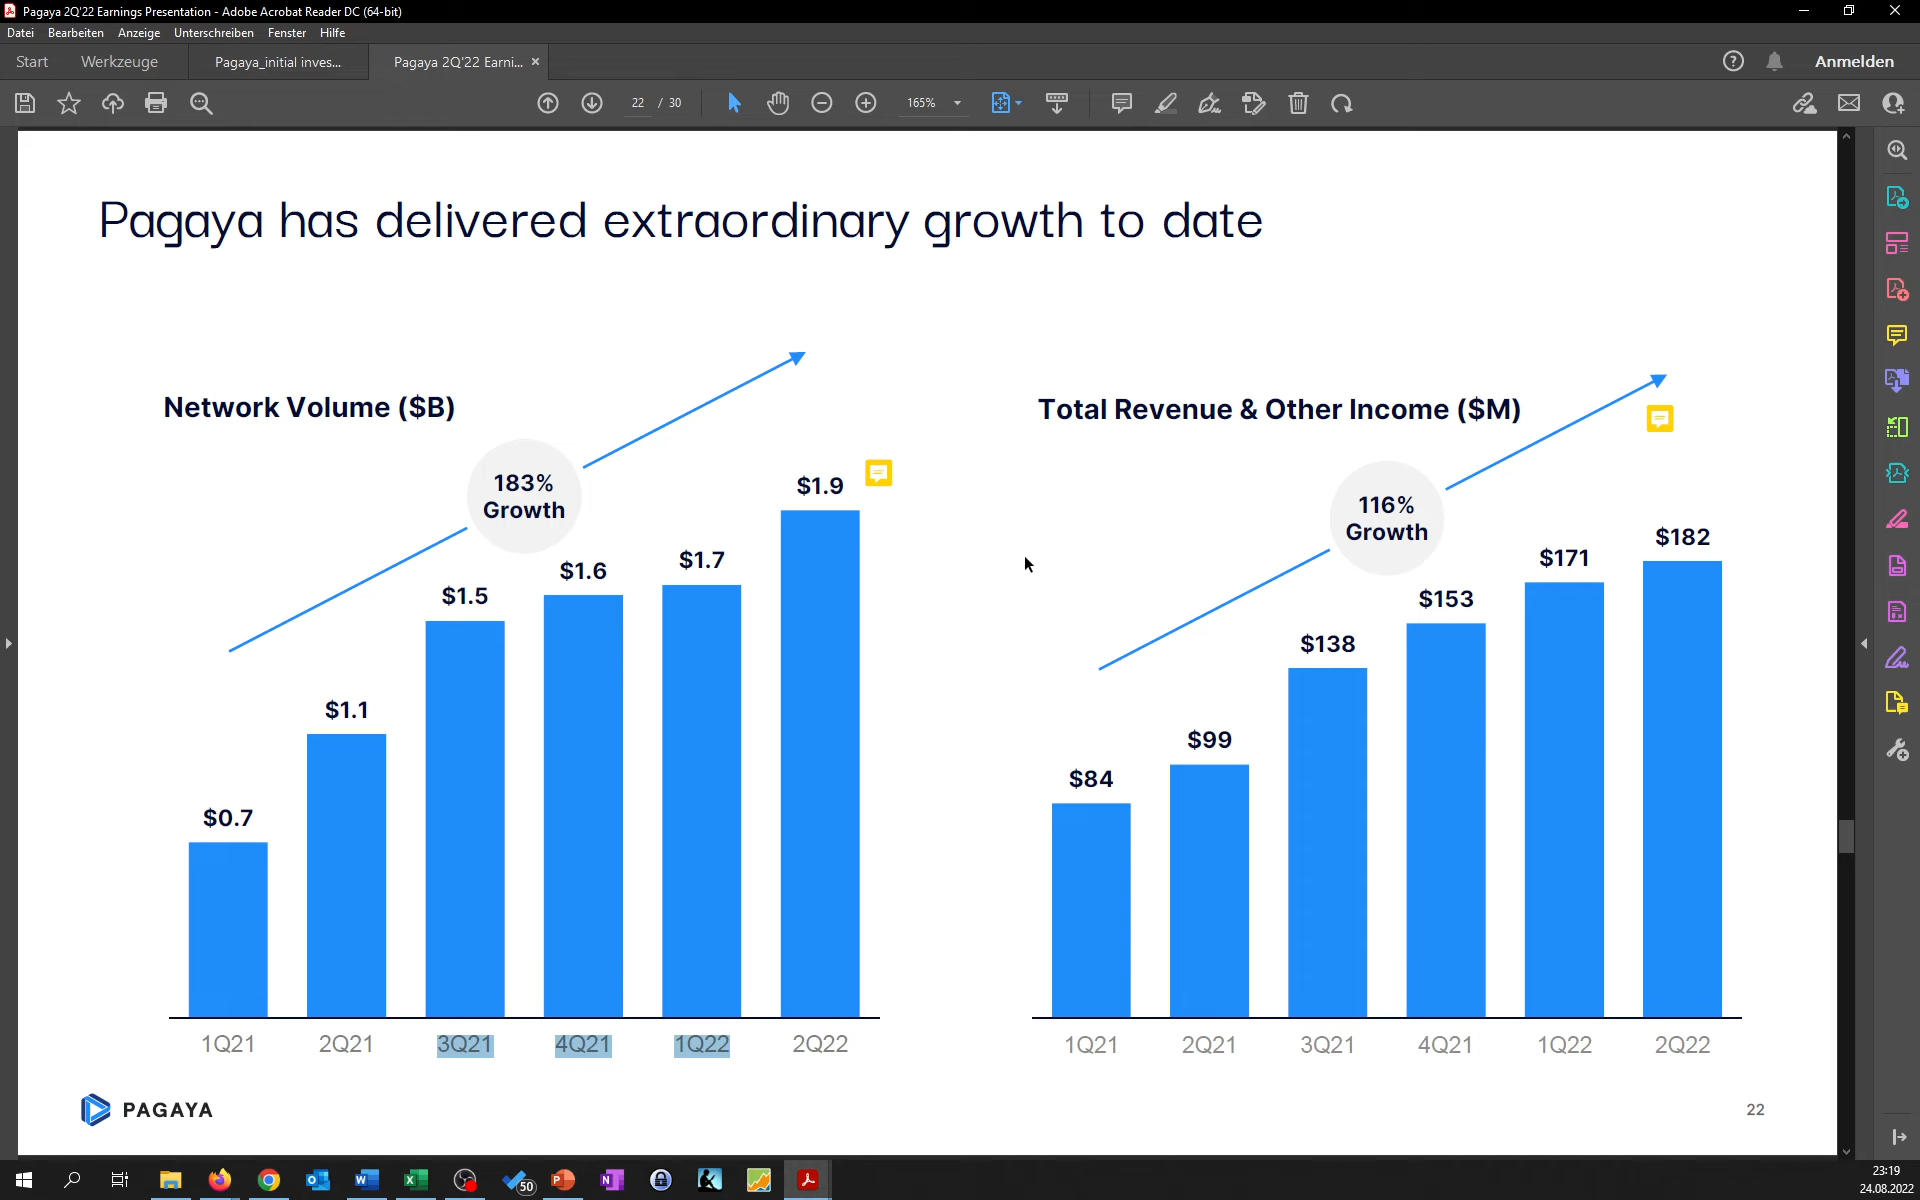 Pagaya 2Q'22 Earnings Presentation - Adobe Acrobat Reader DC (64-bit)
Datei Bearbeiten Anzeige Unterschreiben Fenster Hilfe
Start Werkzeuge Pagaya_initial inves... Pagaya 2Q'22 Earni... × Anmelden
22 / 30 165%
Pagaya has delivered extraordinary growth to date
Network Volume ($B)
183%
Growth
$0.7
$1.1
$1.5
$1.6
$1.7
$1.9
1Q21 2Q21 3Q21 4Q21 1Q22 2Q22
Total Revenue & Other Income ($M)
116%
Growth
$84
$99
$138
$153
$171
$182
1Q21 2Q21 3Q21 4Q21 1Q22 2Q22
PAGAYA
22
50
23:19
24.08.2022